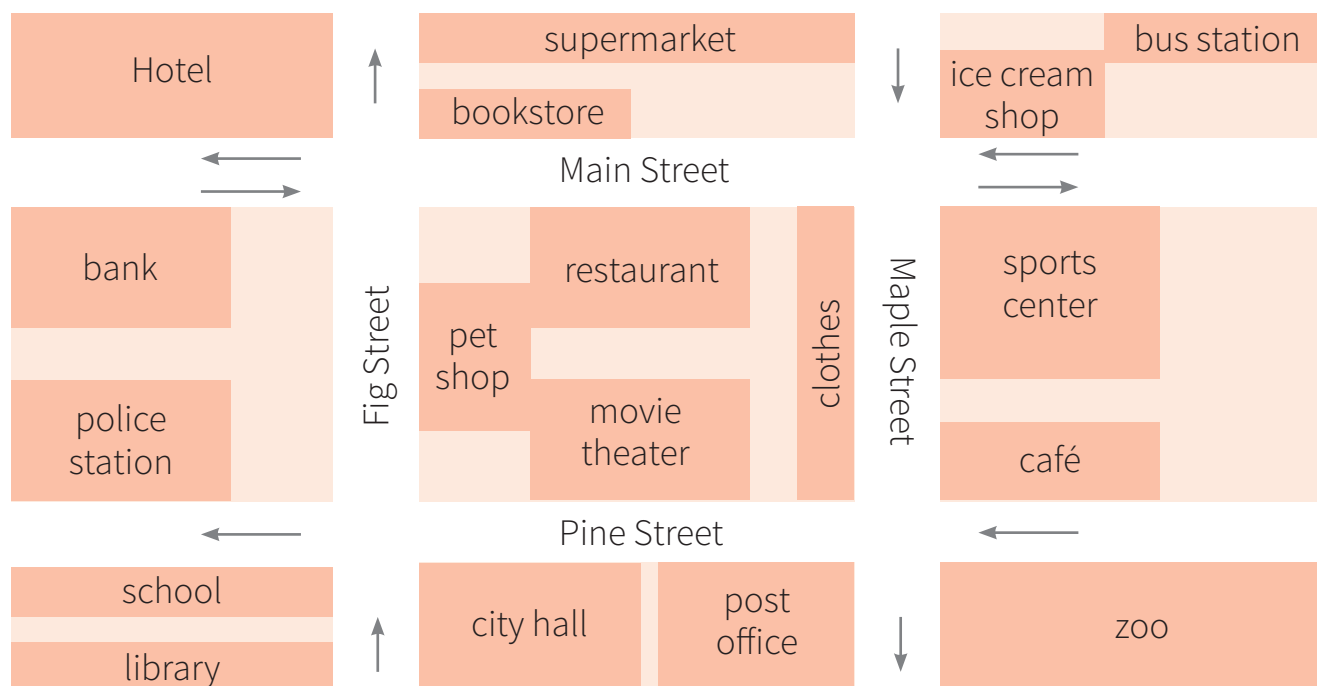 Hotel
supermarket
bus station
bookstore
ice cream
shop
Main Street
bank
restaurant
sports
center
Fig Street
pet
shop
clothes
Maple Street
police
station
movie
theater
café
Pine Street
school
city hall
post
office
zoo
library